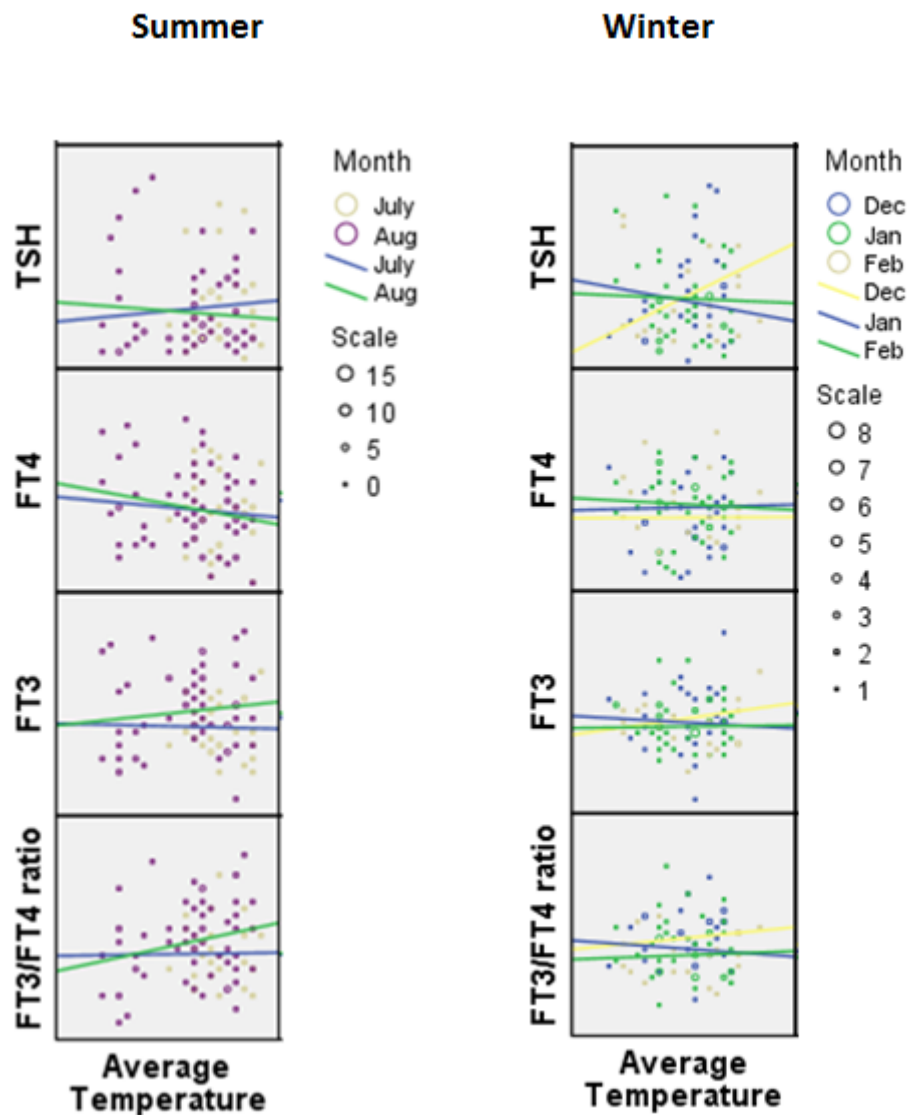 Summer
Winter
TSH
FT4
FT3
FT3/FT4 ratio
Average
Temperature
Month
July
Aug
July
Aug
Scale
15
10
5
0
TSH
FT4
FT3
FT3/FT4 ratio
Average
Temperature
Month
Dec
Jan
Feb
Dec
Jan
Feb
Scale
8
7
6
5
4
3
2
1